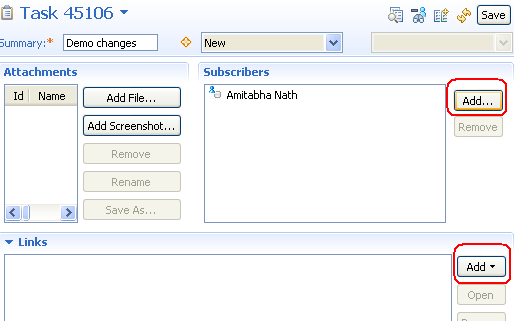 Task 45106
Save
Summary:* Demo changes New
Attachments
Id Name
Add File...
Add Screenshot...
Remove
Rename
Save As...
Subscribers
Amitabha Nath
Add...
Remove
Links
Add
Open